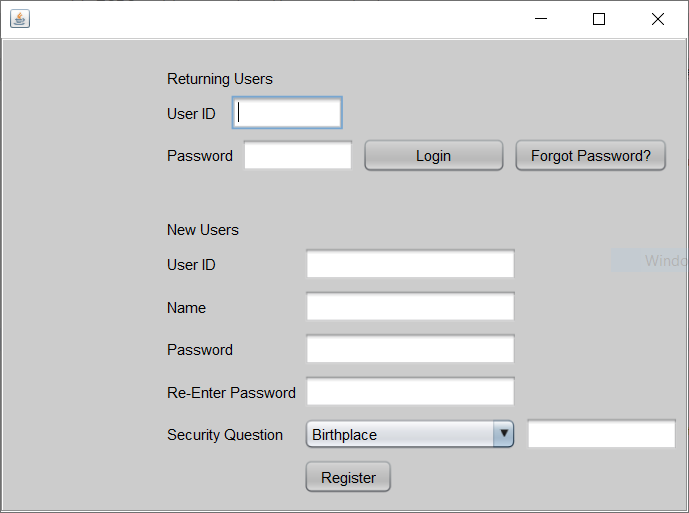 Returning Users
User ID
Password Login Forgot Password?
New Users
User ID
Name
Password
Re-Enter Password
Security Question Birthplace
Register